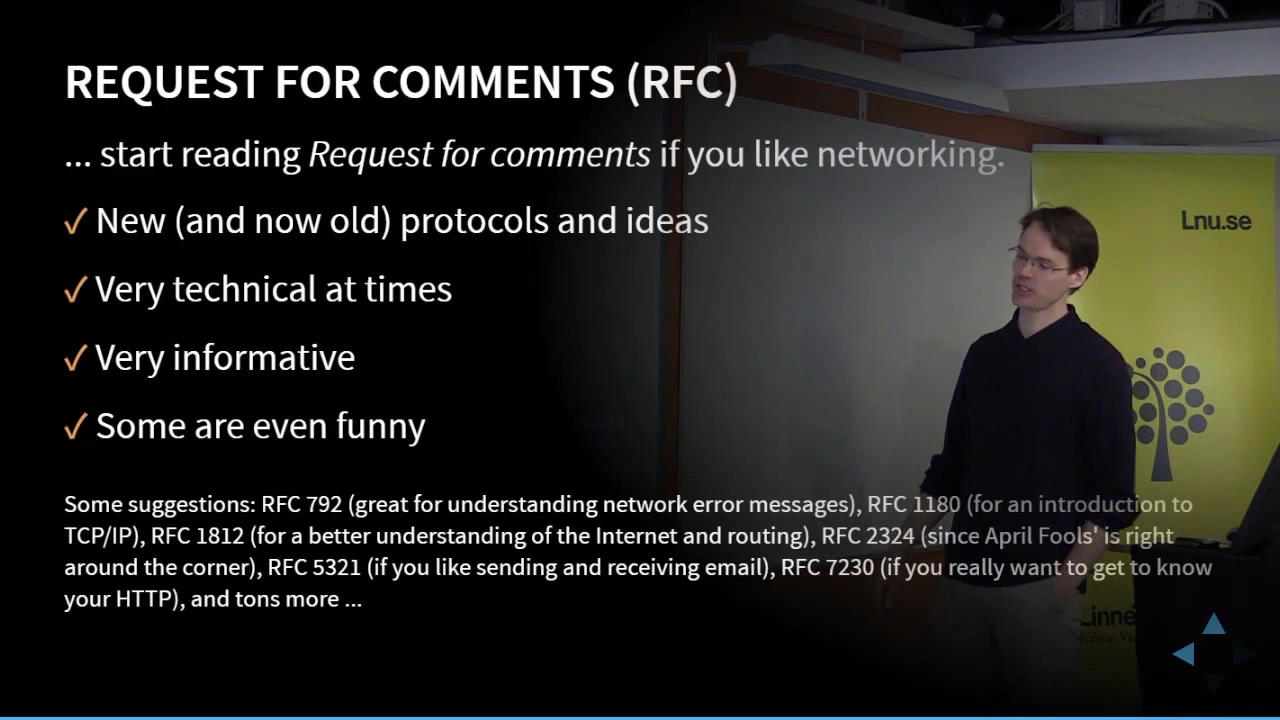 REQUEST FOR COMMENTS (RFC)
... start reading Request for comments if you like networking.
✓ New (and now old) protocols and ideas
✓ Very technical at times
✓ Very informative
✓ Some are even funny
Some suggestions: RFC 792 (great for understanding network error messages), RFC 1180 (for an introduction to
TCP/IP), RFC 1812 (for a better understanding of the Internet and routing), RFC 2324 (since April Fools' is right
around the corner), RFC 5321 (if you like sending and receiving email), RFC 7230 (if you really want to get to know
your HTTP), and tons more ...
Lnu.se
Linné